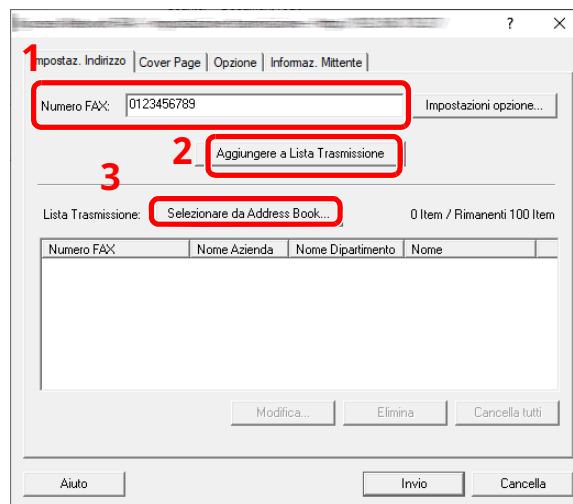 ?
1
Impostaz. Indirizzo Cover Page Opzione Informaz. Mittente
Numero FAX: 0123456789 Impostazioni opzione...
2 Aggiungere a Lista Trasmissione
3
Lista Trasmissione: Selezionare da Address Book... 0 Item / Rimanenti 100 Item
Numero FAX Nome Azienda Nome Dipartimento Nome
Modifica... Elimina Cancella tutti
Aiuto Invio Cancella